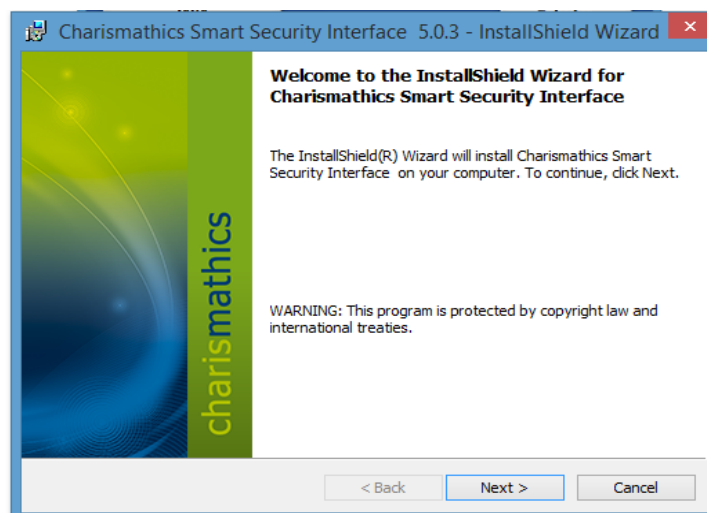 Charismathics Smart Security Interface 5.0.3 - InstallShield Wizard
Welcome to the InstallShield Wizard for
Charismathics Smart Security Interface
The InstallShield(R) Wizard will install Charismathics Smart
Security Interface on your computer. To continue, click Next.
WARNING: This program is protected by copyright law and
international treaties.
charismathics
< Back
Next >
Cancel